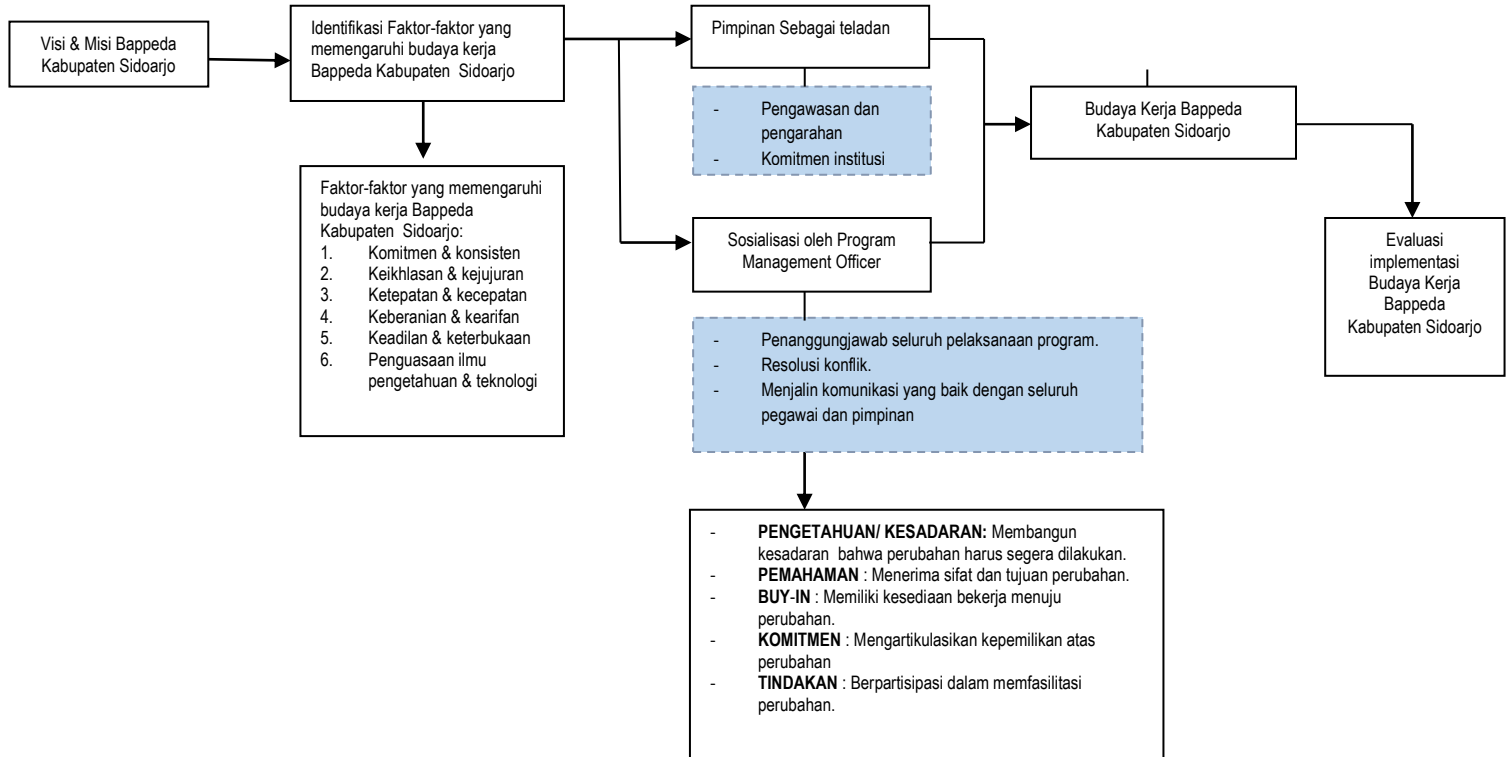 Visi & Misi Bappeda
Kabupaten Sidoarjo
Identifikasi Faktor-faktor yang
memengaruhi budaya kerja
Bappeda Kabupaten Sidoarjo
Faktor-faktor yang memengaruhi
budaya kerja Bappeda
Kabupaten Sidoarjo:
1. Komitmen & konsisten
2. Keikhlasan & kejujuran
3. Ketepatan & kecepatan
4. Keberanian & kearifan
5. Keadilan & keterbukaan
6. Penguasaan ilmu
pengetahuan & teknologi
Pimpinan Sebagai teladan
- Pengawasan dan
pengarahan
- Komitmen institusi
Sosialisasi oleh Program
Management Officer
- Penanggungjawab seluruh pelaksanaan program.
- Resolusi konflik.
- Menjalin komunikasi yang baik dengan seluruh
pegawai dan pimpinan
- PENGETAHUAN/ KESADARAN: Membangun
kesadaran bahwa perubahan harus segera dilakukan.
- PEMAHAMAN : Menerima sifat dan tujuan perubahan.
- BUY-IN : Memiliki kesediaan bekerja menuju
perubahan.
- KOMITMEN : Mengartikulasikan kepemilikan atas
perubahan
- TINDAKAN : Berpartisipasi dalam memfasilitasi
perubahan.
Budaya Kerja Bappeda
Kabupaten Sidoarjo
Evaluasi
implementasi
Budaya Kerja
Bappeda
Kabupaten Sidoarjo